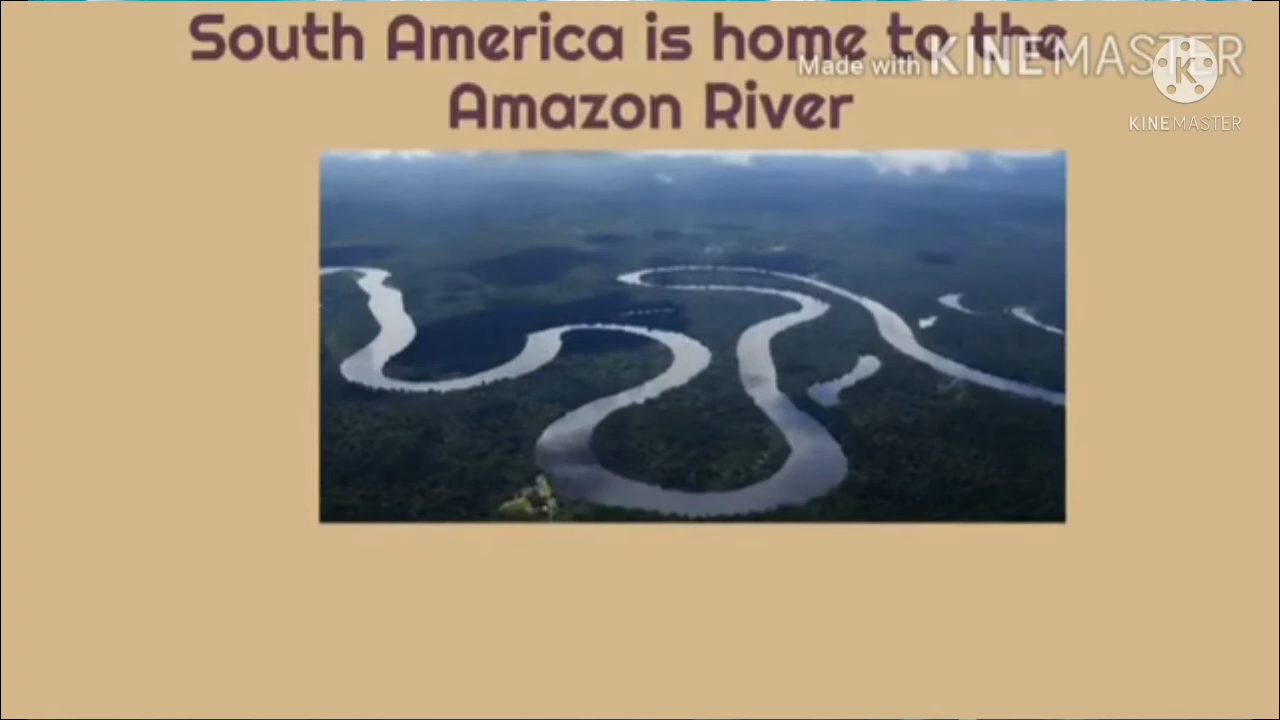 South America is home to the
Amazon River
Made with KINEMASTER
K
KINEMASTER